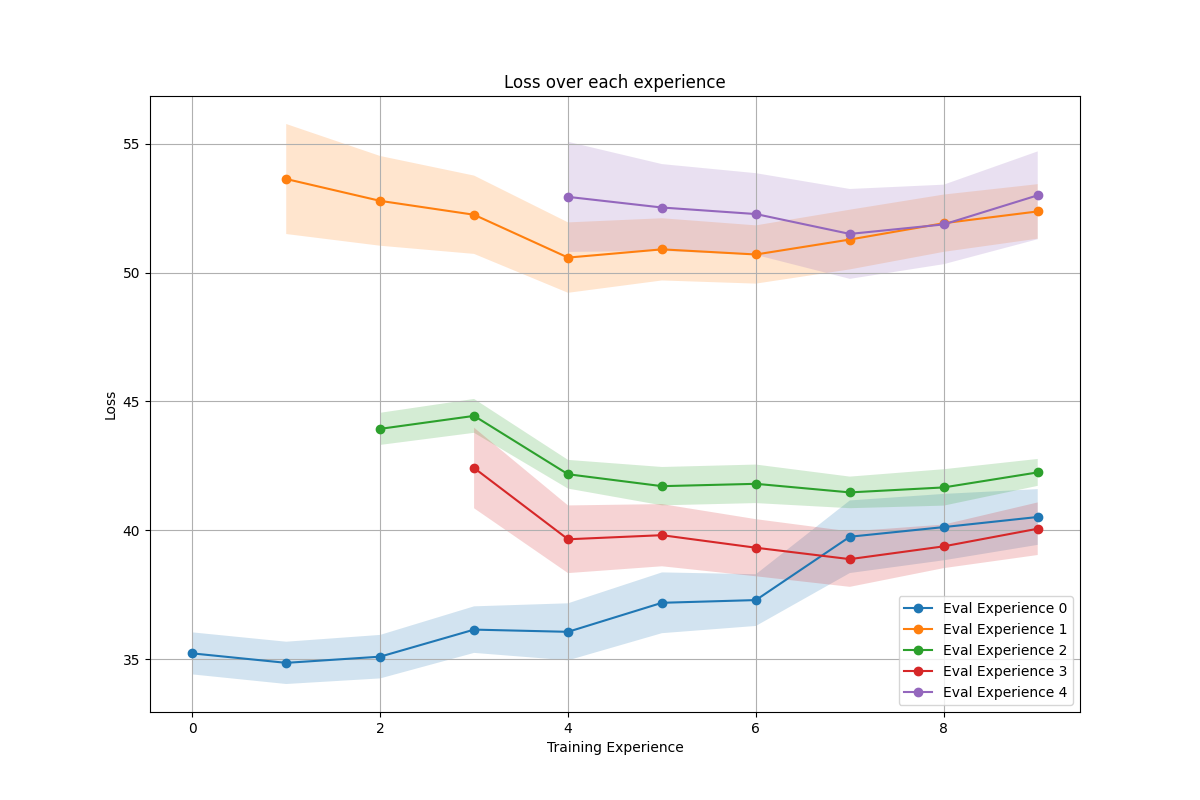 Loss over each experience
55
50
45
40
35
Loss
0
2
4
6
8
Training Experience
Eval Experience 0
Eval Experience 1
Eval Experience 2
Eval Experience 3
Eval Experience 4